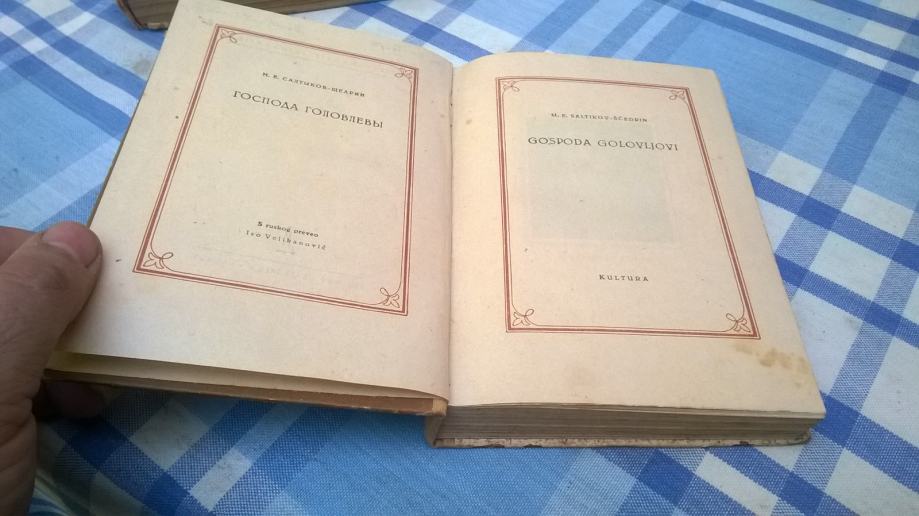 М. Е. САЛТЫКОВ-ЩЕДРИН
ГОСПОДА ГОЛОВЛЕВЫ
S ruskog preveo
Iso Velikanović
M. E. SALTIKOV-ŠČEDRIN
GOSPODA GOLOVLJOVI
KULTURA